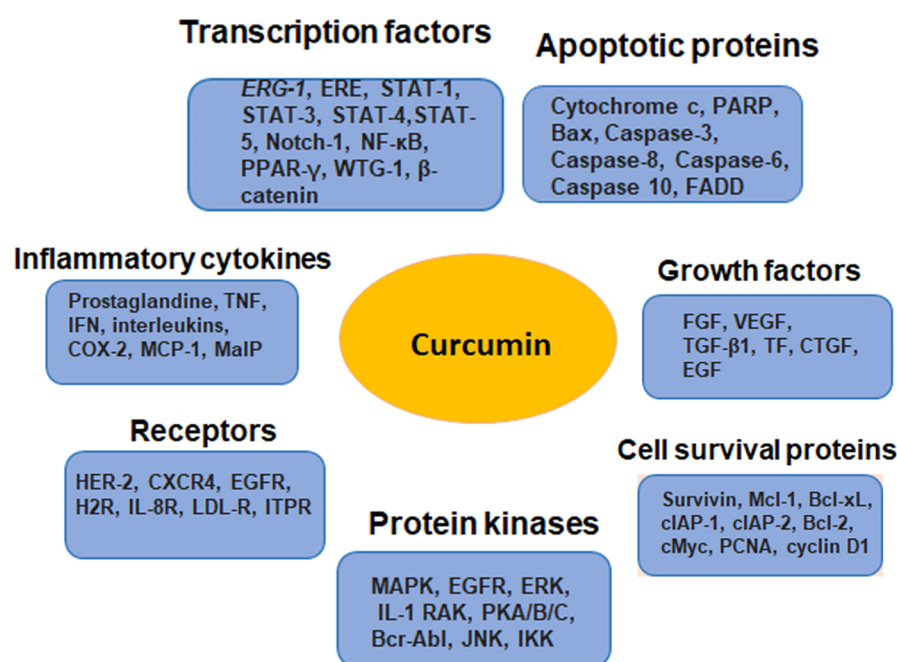 Transcription factors
ERG-1, ERE, STAT-1,
STAT-3, STAT-4,STAT-
5, Notch-1, NF-κB,
PPAR-γ, WTG-1, β-
catenin
Apoptotic proteins
Cytochrome c, PARP,
Bax, Caspase-3,
Caspase-8, Caspase-6,
Caspase 10, FADD
Inflammatory cytokines
Prostaglandine, TNF,
IFN, interleukins,
COX-2, MCP-1, MalP
Curcumin
Growth factors
FGF, VEGF,
TGF-β1, TF, CTGF,
EGF
Receptors
HER-2, CXCR4, EGFR,
H2R, IL-8R, LDL-R, ITPR
Cell survival proteins
Survivin, Mcl-1, Bcl-xL,
cIAP-1, cIAP-2, Bcl-2,
cMyc, PCNA, cyclin D1
Protein kinases
MAPK, EGFR, ERK,
IL-1 RAK, PKA/B/C,
Bcr-Abl, JNK, IKK